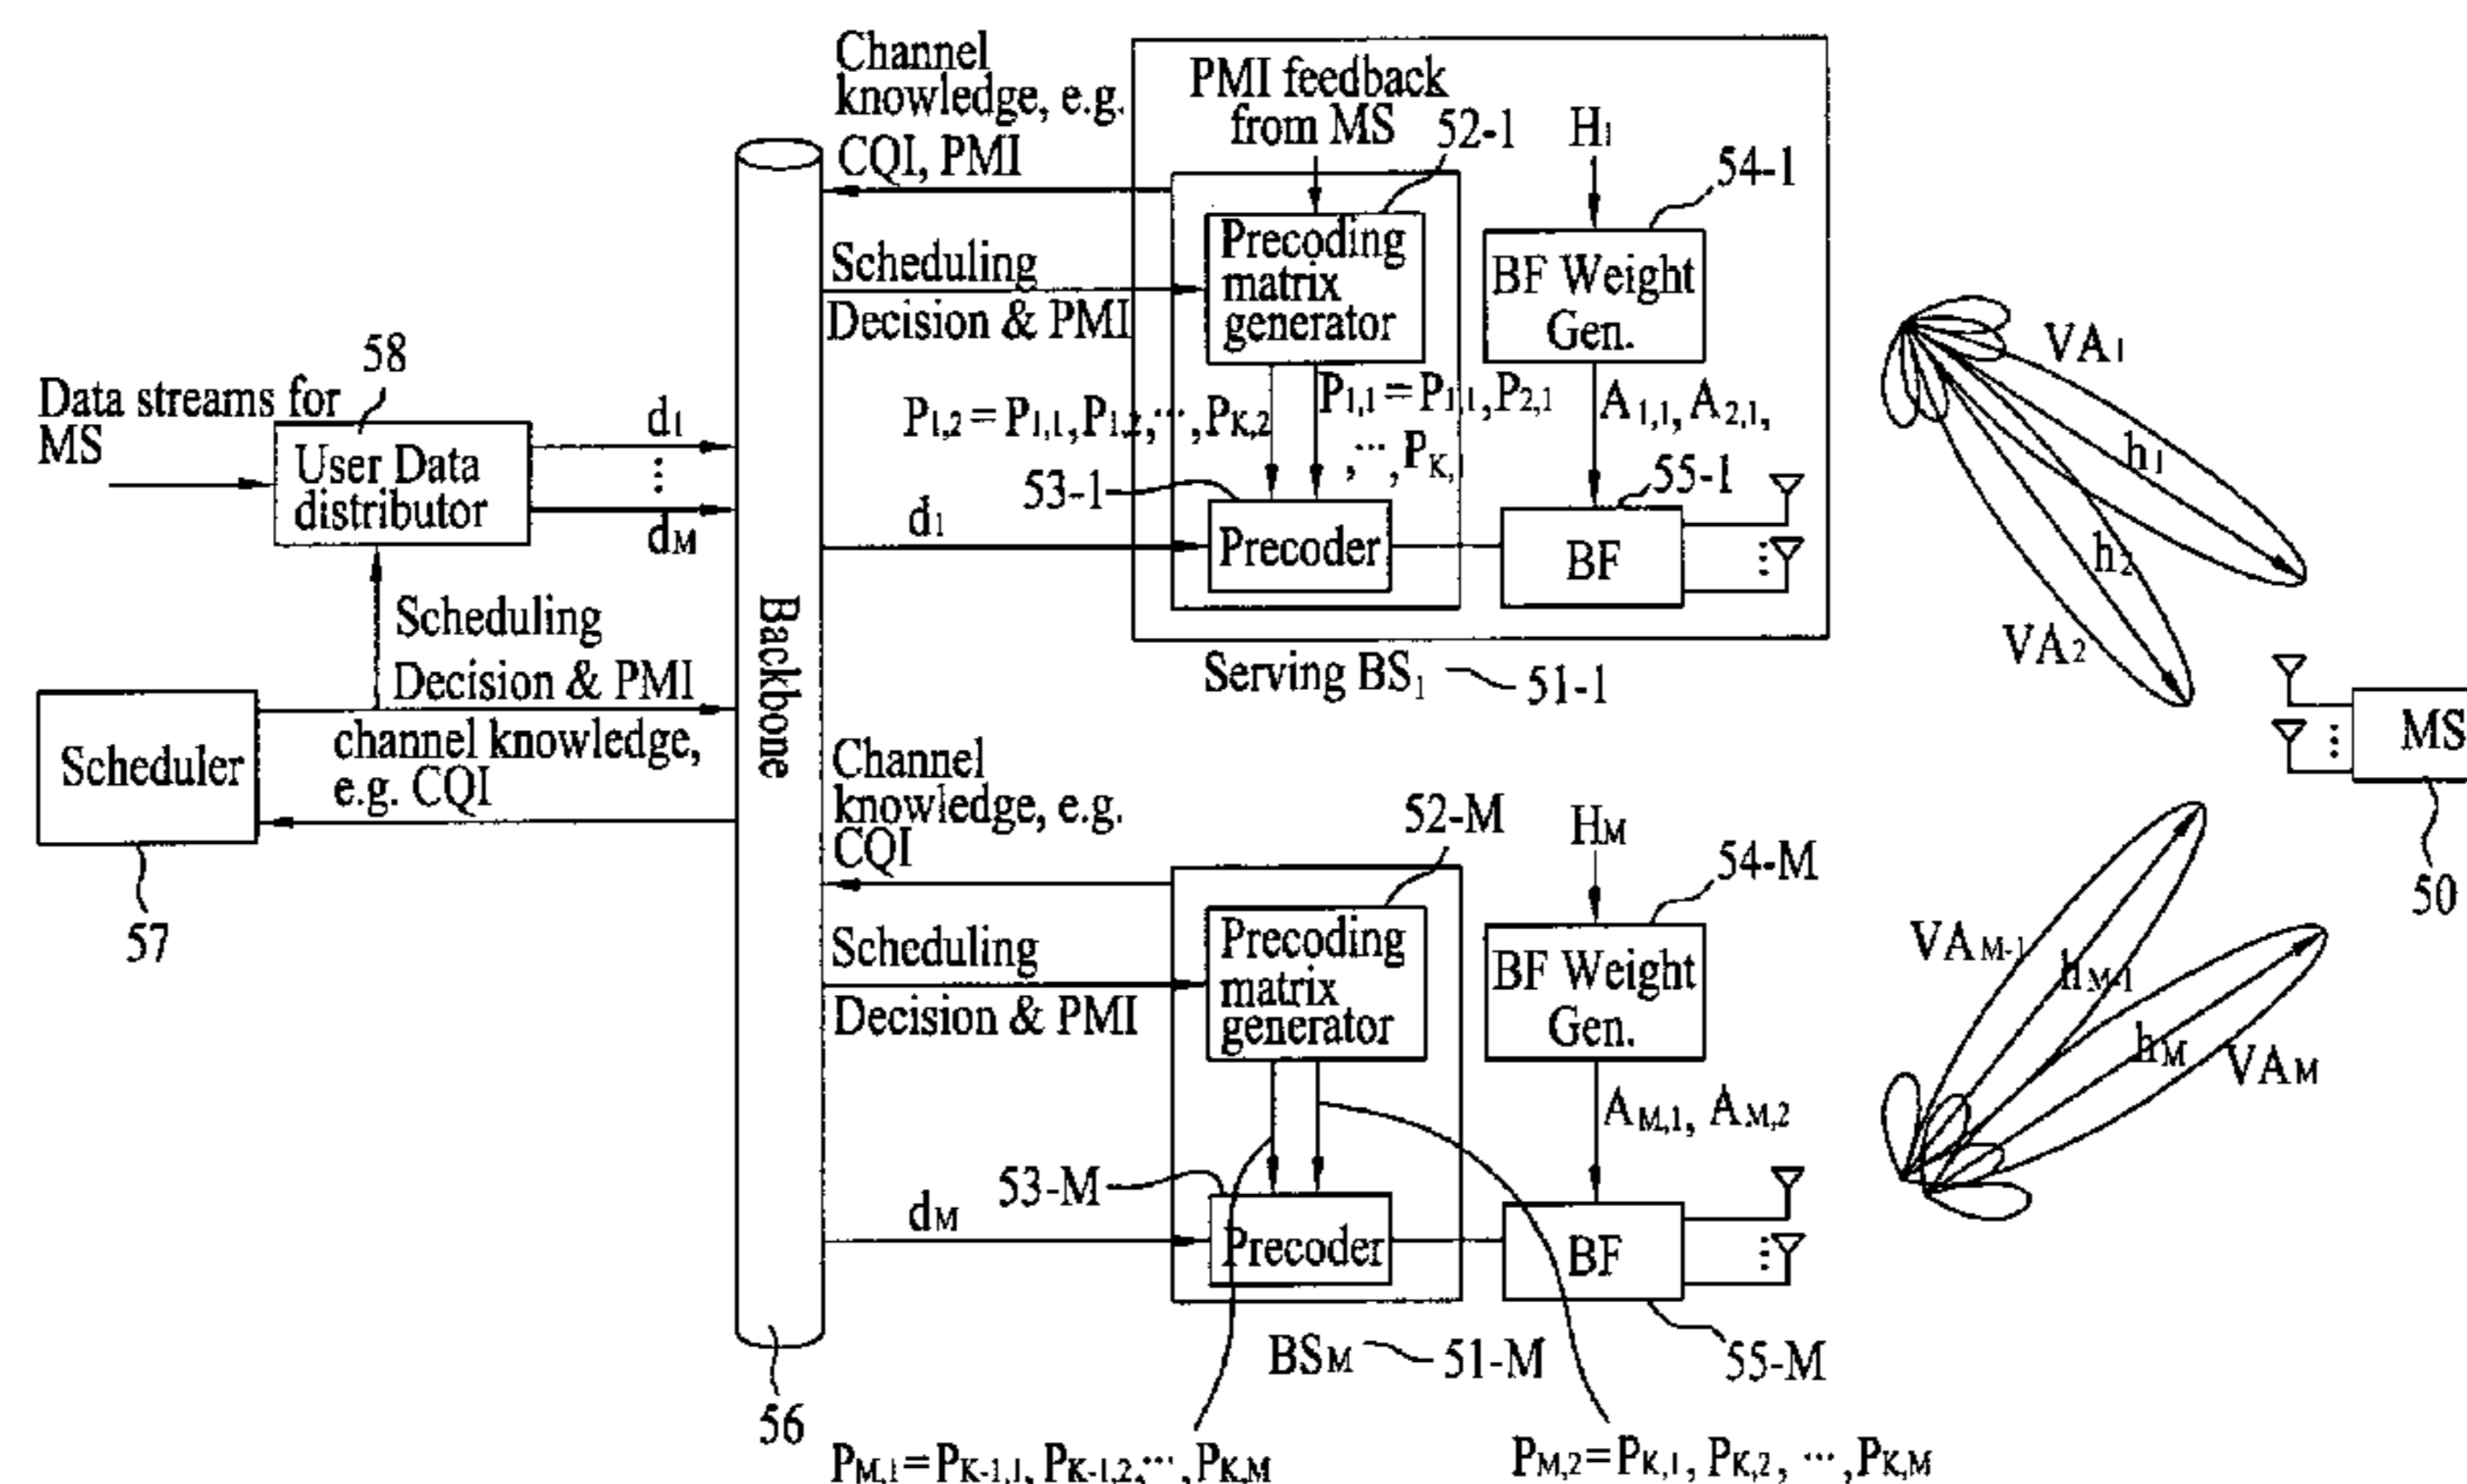 Channel
knowledge, e.g.
CQI, PMI
PMI feedback
from MS
52-1
H1
54-1
Precoding
matrix
generator
BF Weight
Gen.
Scheduling
Decision & PMI
P1,2 = P1,1, P1,2, ..., PK,2
P1,1 = P1,1, P2,1
, ..., PK,1
A1,1, A2,1,
53-1
55-1
d1
Precoder
BF
Serving BS1
51-1
VA1
h1
h2
VA2
58
Data streams for
MS
User Data
distributor
d1
dM
Scheduling
Decision & PMI
channel knowledge,
e.g. CQI
Scheduler
57
Backbone
56
MS
50
Channel
knowledge, e.g.
CQI
52-M
HM
54-M
Precoding
matrix
generator
BF Weight
Gen.
Scheduling
Decision & PMI
AM,1, AM,2
53-M
dM
Precoder
BF
BSM
51-M
55-M
VAM-1
hM-1
hM
VAM
PM,1 = PK-1,1, PK-1,2, ..., PK,M
PM,2 = PK,1, PK,2, ..., PK,M